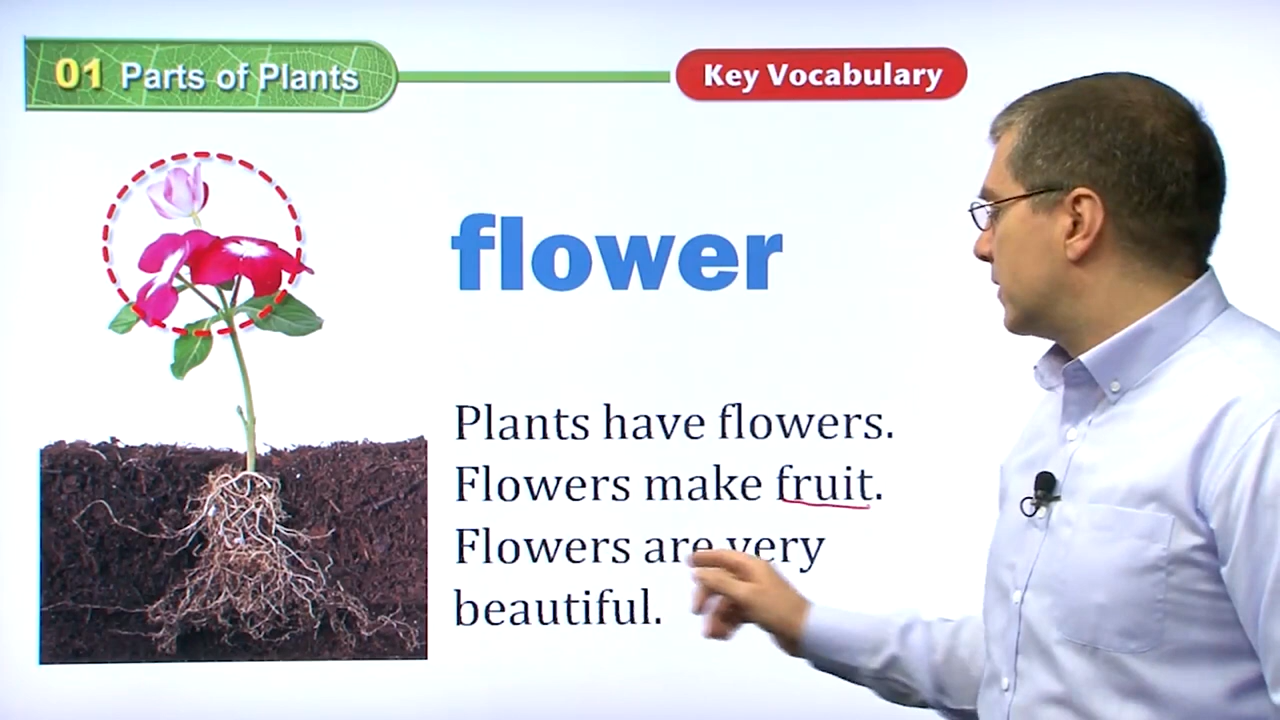 01 Parts of Plants
Key Vocabulary
flower
Plants have flowers.
Flowers make fruit.
Flowers are very
beautiful.